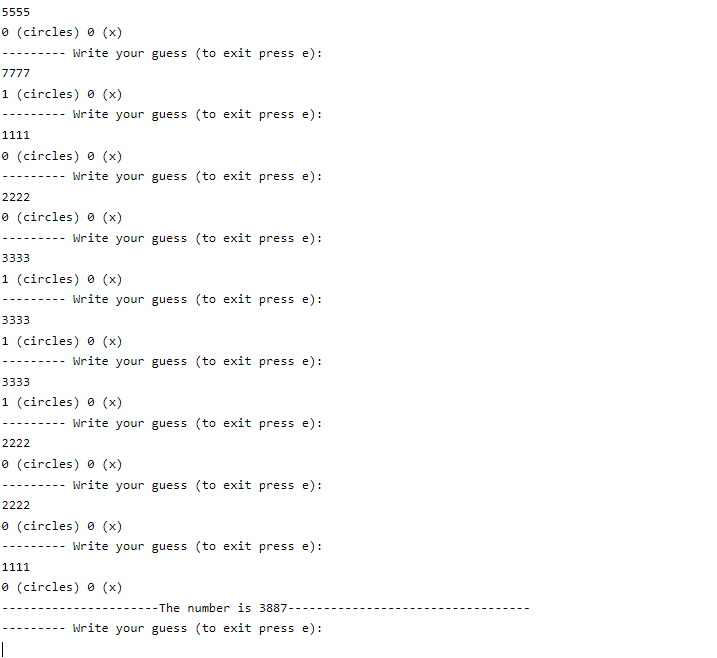 5555
0 (circles) 0 (x)
--------- Write your guess (to exit press e):
7777
1 (circles) 0 (x)
--------- Write your guess (to exit press e):
1111
0 (circles) 0 (x)
--------- Write your guess (to exit press e):
2222
0 (circles) 0 (x)
--------- Write your guess (to exit press e):
3333
1 (circles) 0 (x)
--------- Write your guess (to exit press e):
3333
1 (circles) 0 (x)
--------- Write your guess (to exit press e):
3333
1 (circles) 0 (x)
--------- Write your guess (to exit press e):
2222
0 (circles) 0 (x)
--------- Write your guess (to exit press e):
2222
0 (circles) 0 (x)
--------- Write your guess (to exit press e):
1111
0 (circles) 0 (x)
----------------------The number is 3887----------------------------------
--------- Write your guess (to exit press e):